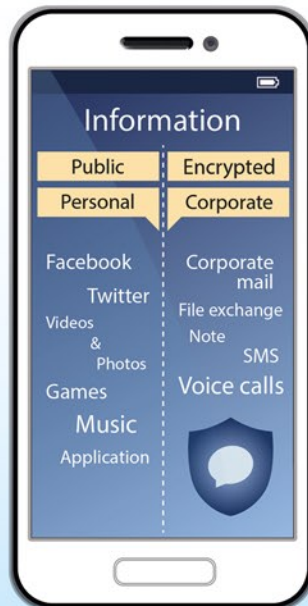 Information
Public
Personal
Facebook
Twitter
Videos
&
Photos
Games
Music
Application
Encrypted
Corporate
Corporate
mail
File exchange
Note
SMS
Voice calls